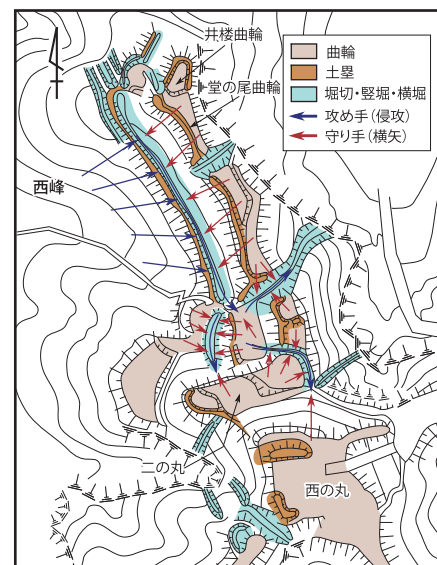 井楼曲輪
堂の尾曲輪
曲輪
土塁
堀切・竪堀・横堀
攻め手(侵攻)
守り手(横矢)
西峰
二の丸
西の丸